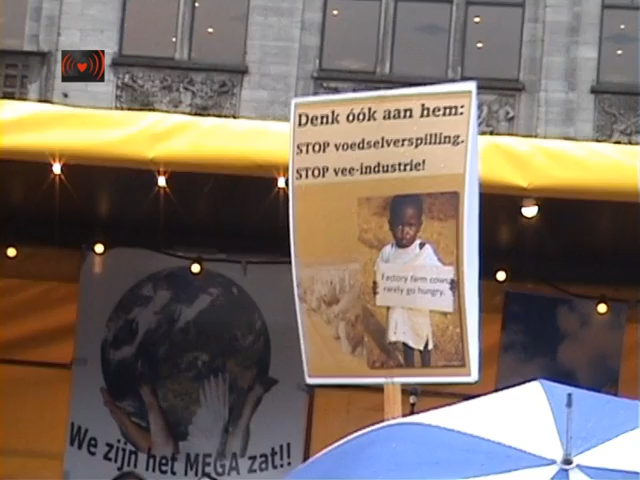 Denk óók aan hem:
STOP voedselverspilling.
STOP vee-industrie!
Factory farm cows
rarely go hungry.
We zijn het MEGA zat!!